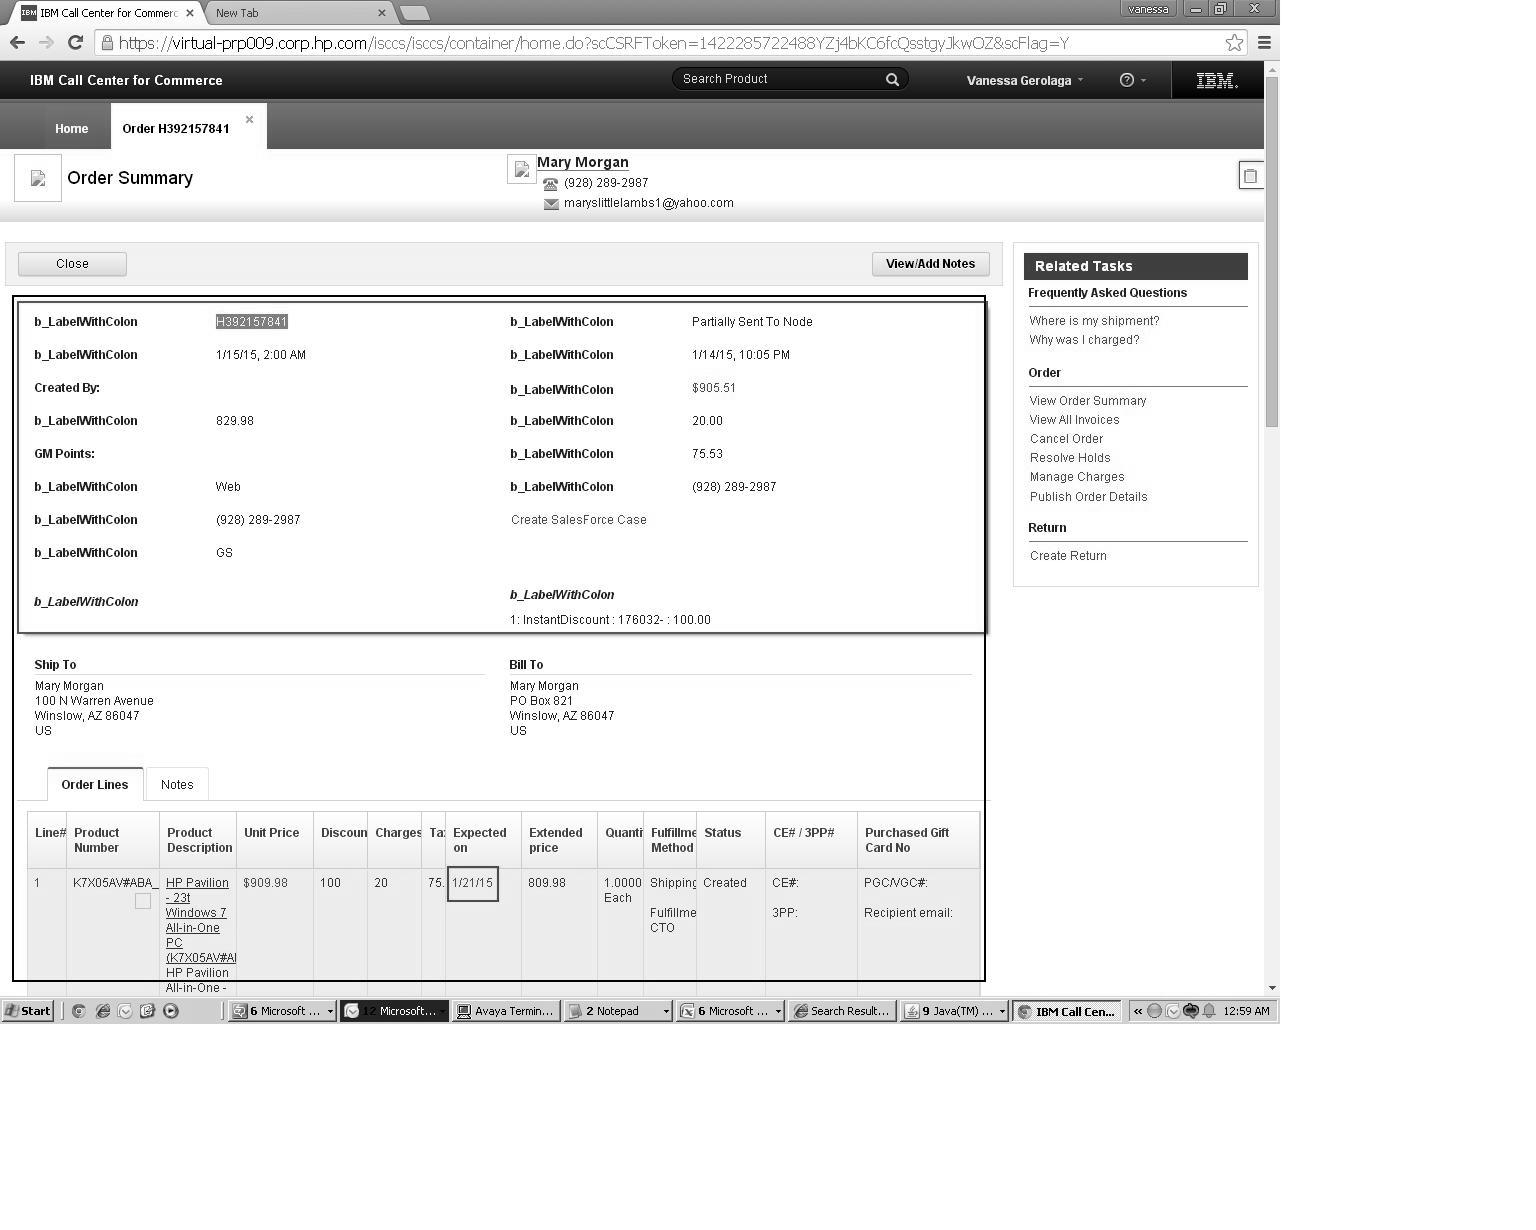 IBM Call Center for Commerc
New Tab
vanessa
https://virtual-prp009.corp.hp.com/isccs/isccs/container/home.do?scCSRFToken=1422285722488YZj4bKC6fcQsstgyJkwOZ&scFlag=Y
IBM Call Center for Commerce
Search Product
Vanessa Gerolaga
IBM.
Home
Order H392157841
Order Summary
Mary Morgan
(928) 289-2987
maryslittlelambs1@yahoo.com
Close
View/Add Notes
b_LabelWithColon H392157841 b_LabelWithColon Partially Sent To Node
b_LabelWithColon 1/15/15, 2:00 AM b_LabelWithColon 1/14/15, 10:05 PM
Created By: b_LabelWithColon $905.51
b_LabelWithColon 829.98 b_LabelWithColon 20.00
GM Points: b_LabelWithColon 75.53
b_LabelWithColon Web b_LabelWithColon (928) 289-2987
b_LabelWithColon (928) 289-2987 Create SalesForce Case
b_LabelWithColon GS
b_LabelWithColon b_LabelWithColon
1: InstantDiscount : 176032- : 100.00
Ship To
Mary Morgan
100 N Warren Avenue
Winslow, AZ 86047
US
Bill To
Mary Morgan
PO Box 821
Winslow, AZ 86047
US
Order Lines
Notes
Line#
Product
Number
Product
Description
Unit Price
Discoun
Charges
Ta
Expected
on
Extended
price
Quanti
Fulfillme
Method
Status
CE# / 3PP#
Purchased Gift
Card No
1
K7X05AV#ABA_
HP Pavilion
- 23t
Windows 7
All-in-One
PC
(K7X05AV#AI
HP Pavilion
All-in-One -
$909.98
100
20
75.
1/21/15
809.98
1.0000
Each
Shipping
Fulfillme
CTO
Created
CE#:
3PP:
PGC/VGC#:
Recipient email:
Related Tasks
Frequently Asked Questions
Where is my shipment?
Why was I charged?
Order
View Order Summary
View All Invoices
Cancel Order
Resolve Holds
Manage Charges
Publish Order Details
Return
Create Return
Start
6 Microsoft ...
12 Microsoft...
Avaya Termin...
2 Notepad
6 Microsoft ...
Search Result...
9 Java(TM) ...
IBM Call Cen...
12:59 AM